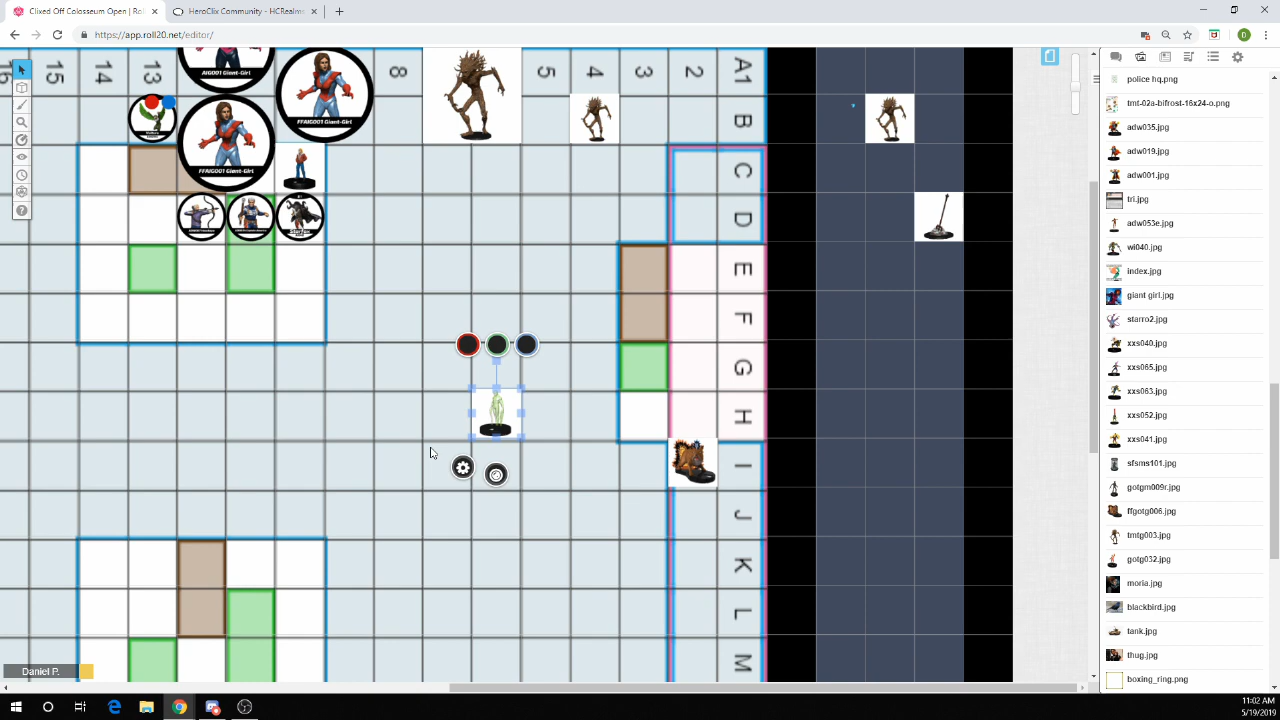 Clixed Off Colosseum Open | Rol
HeroClix Community - HCRealms
https://app.roll20.net/editor/
15
14
13
8
5
4
3
2
A1
B
C
D
E
F
G
H
I
J
K
L
M
AIG001 Giant-Girl
FFAIG001 Giant-Girl
FFAIG001 Giant-Girl
Starfox
Daniel P.
police hq.png
tmt-02a-bifrost-16x24-o.png
adw035.jpg
adw019.jpg
adw001.jpg
tri.jpg
adw053e.jpg
wi040.jpg
index.jpg
giant girl.jpg
starro2.jpg
xxs040.jpg
xxs065.jpg
xxs063.jpg
xxs052.jpg
xxs041.jpg
sfsms101.jpg
gotgm009r.jpg
ffgotg006.jpg
tmtg003.jpg
gotg032.jpg
moria.jpg
blackbird.jpg
tank.jpg
thug.jpg
boxing_ring.png
11:02 AM
5/19/2019